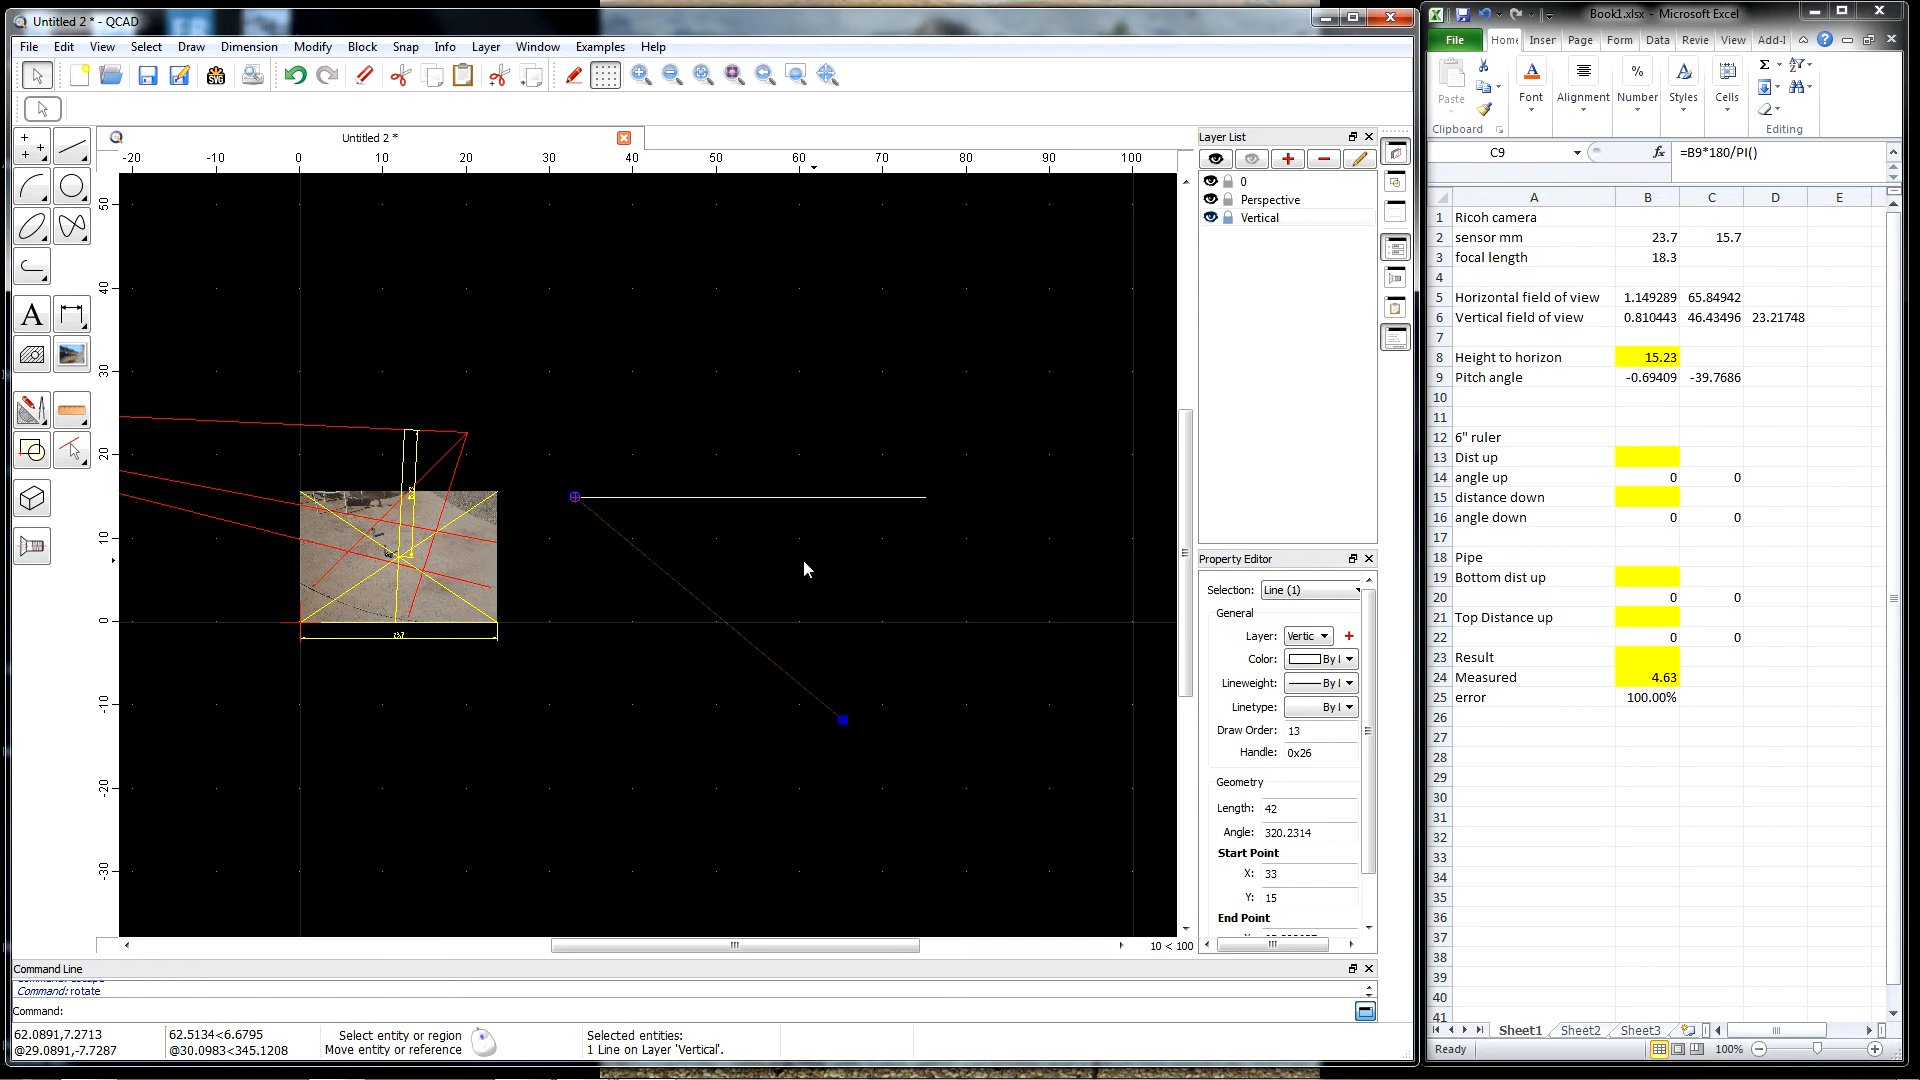 Untitled 2 * - QCAD
File Edit View Select Draw Dimension Modify Block Snap Info Layer Window Examples Help
SVG
Untitled 2 *
-20 -10 0 10 20 30 40 50 60 70 80 90 100
50
40
30
20
10
0
-10
-20
-30
A
10 < 100
Layer List
0
Perspective
Vertical
Property Editor
Selection: Line (1)
General
Layer: Vertic
Color: By l
Lineweight: By l
Linetype: By l
Draw Order: 13
Handle: 0x26
Geometry
Length: 42
Angle: 320.2314
Start Point
X: 33
Y: 15
End Point
Command Line
Command: rotate
Command:
62.0891,7.2713
@29.0891,-7.7287
62.5134<6.6795
@30.0983<345.1208
Select entity or region
Move entity or reference
Selected entities:
1 Line on Layer 'Vertical'.
Book1.xlsx - Microsoft Excel
File Home Inser Page Form Data Revie View Add-I
Paste Font Alignment Number Styles Cells
Clipboard Editing
C9 fx =B9*180/PI()
A B C D E
1 Ricoh camera
2 sensor mm 23.7 15.7
3 focal length 18.3
4
5 Horizontal field of view 1.149289 65.84942
6 Vertical field of view 0.810443 46.43496 23.21748
7
8 Height to horizon 15.23
9 Pitch angle -0.69409 -39.7686
10
11
12 6" ruler
13 Dist up
14 angle up 0 0
15 distance down
16 angle down 0 0
17
18 Pipe
19 Bottom dist up
20 0 0
21 Top Distance up
22 0 0
23 Result
24 Measured 4.63
25 error 100.00%
26
27
28
29
30
31
32
33
34
35
36
37
38
39
40
41
Sheet1 Sheet2 Sheet3
Ready 100%